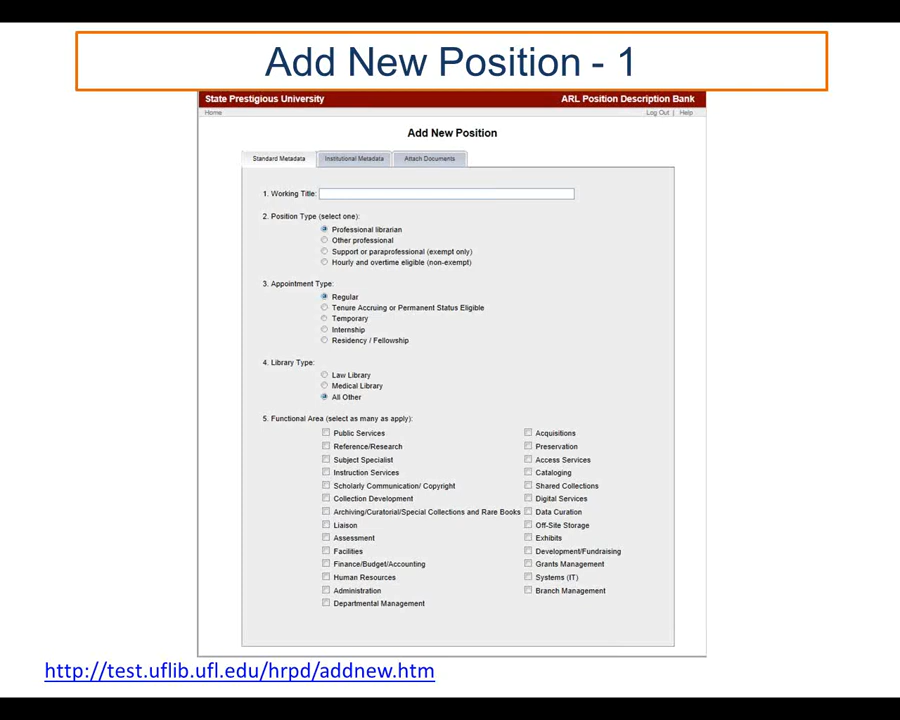 Add New Position - 1
State Prestigious University ARL Position Description Bank
Home Log Out | Help
Add New Position
Standard Metadata Institutional Metadata Attach Documents
1. Working Title:
2. Position Type (select one):
Professional librarian
Other professional
Support or paraprofessional (exempt only)
Hourly and overtime eligible (non-exempt)
3. Appointment Type:
Regular
Tenure Accruing or Permanent Status Eligible
Temporary
Internship
Residency / Fellowship
4. Library Type:
Law Library
Medical Library
All Other
5. Functional Area (select as many as apply):
Public Services Acquisitions
Reference/Research Preservation
Subject Specialist Access Services
Instruction Services Cataloging
Scholarly Communication/ Copyright Shared Collections
Collection Development Digital Services
Archiving/Curatorial/Special Collections and Rare Books Data Curation
Liaison Off-Site Storage
Assessment Exhibits
Facilities Development/Fundraising
Finance/Budget/Accounting Grants Management
Human Resources Systems (IT)
Administration Branch Management
Departmental Management
http://test.uflib.ufl.edu/hrpd/addnew.htm